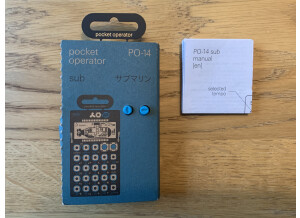 pocket operator
pocket
operator
PO-14
sub
サブマリン
PO-14 sub
manual
[en]